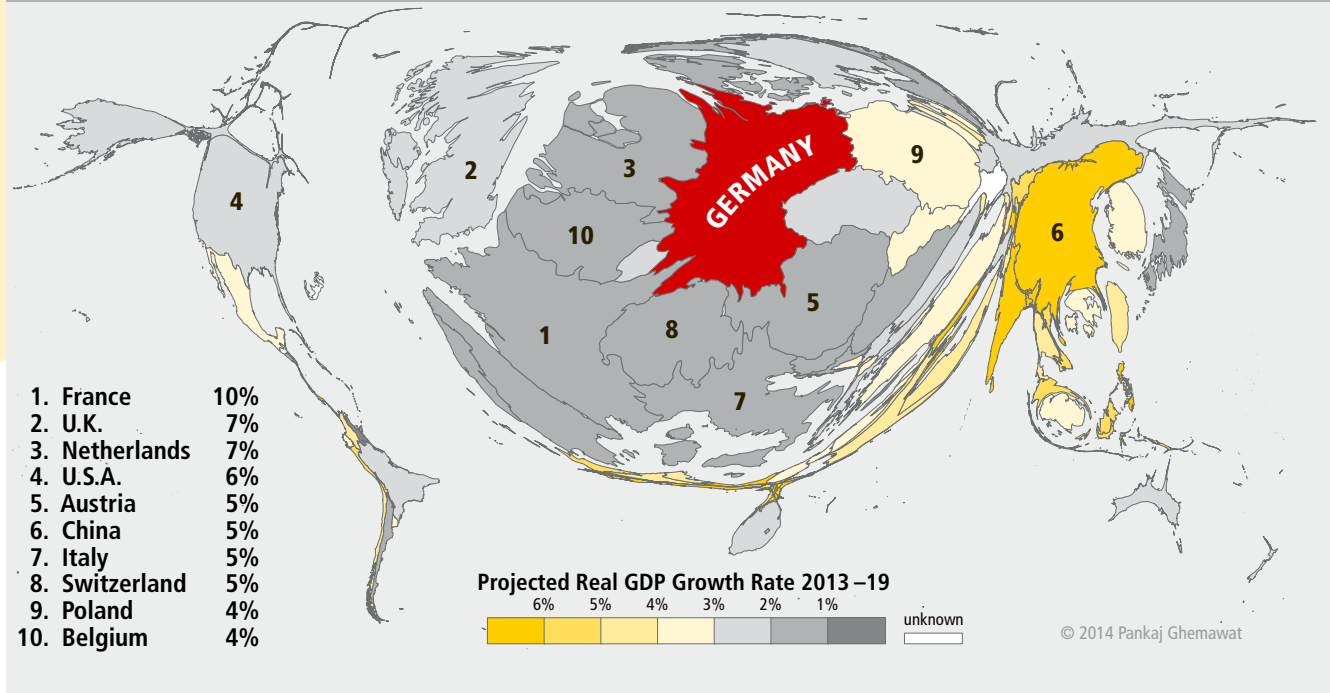 GERMANY
2
3
9
4
10
6
5
1
8
7
1. France 10%
2. U.K. 7%
3. Netherlands 7%
4. U.S.A. 6%
5. Austria 5%
6. China 5%
7. Italy 5%
8. Switzerland 5%
9. Poland 4%
10. Belgium 4%
Projected Real GDP Growth Rate 2013 –19
6% 5% 4% 3% 2% 1%
unknown
© 2014 Pankaj Ghemawat